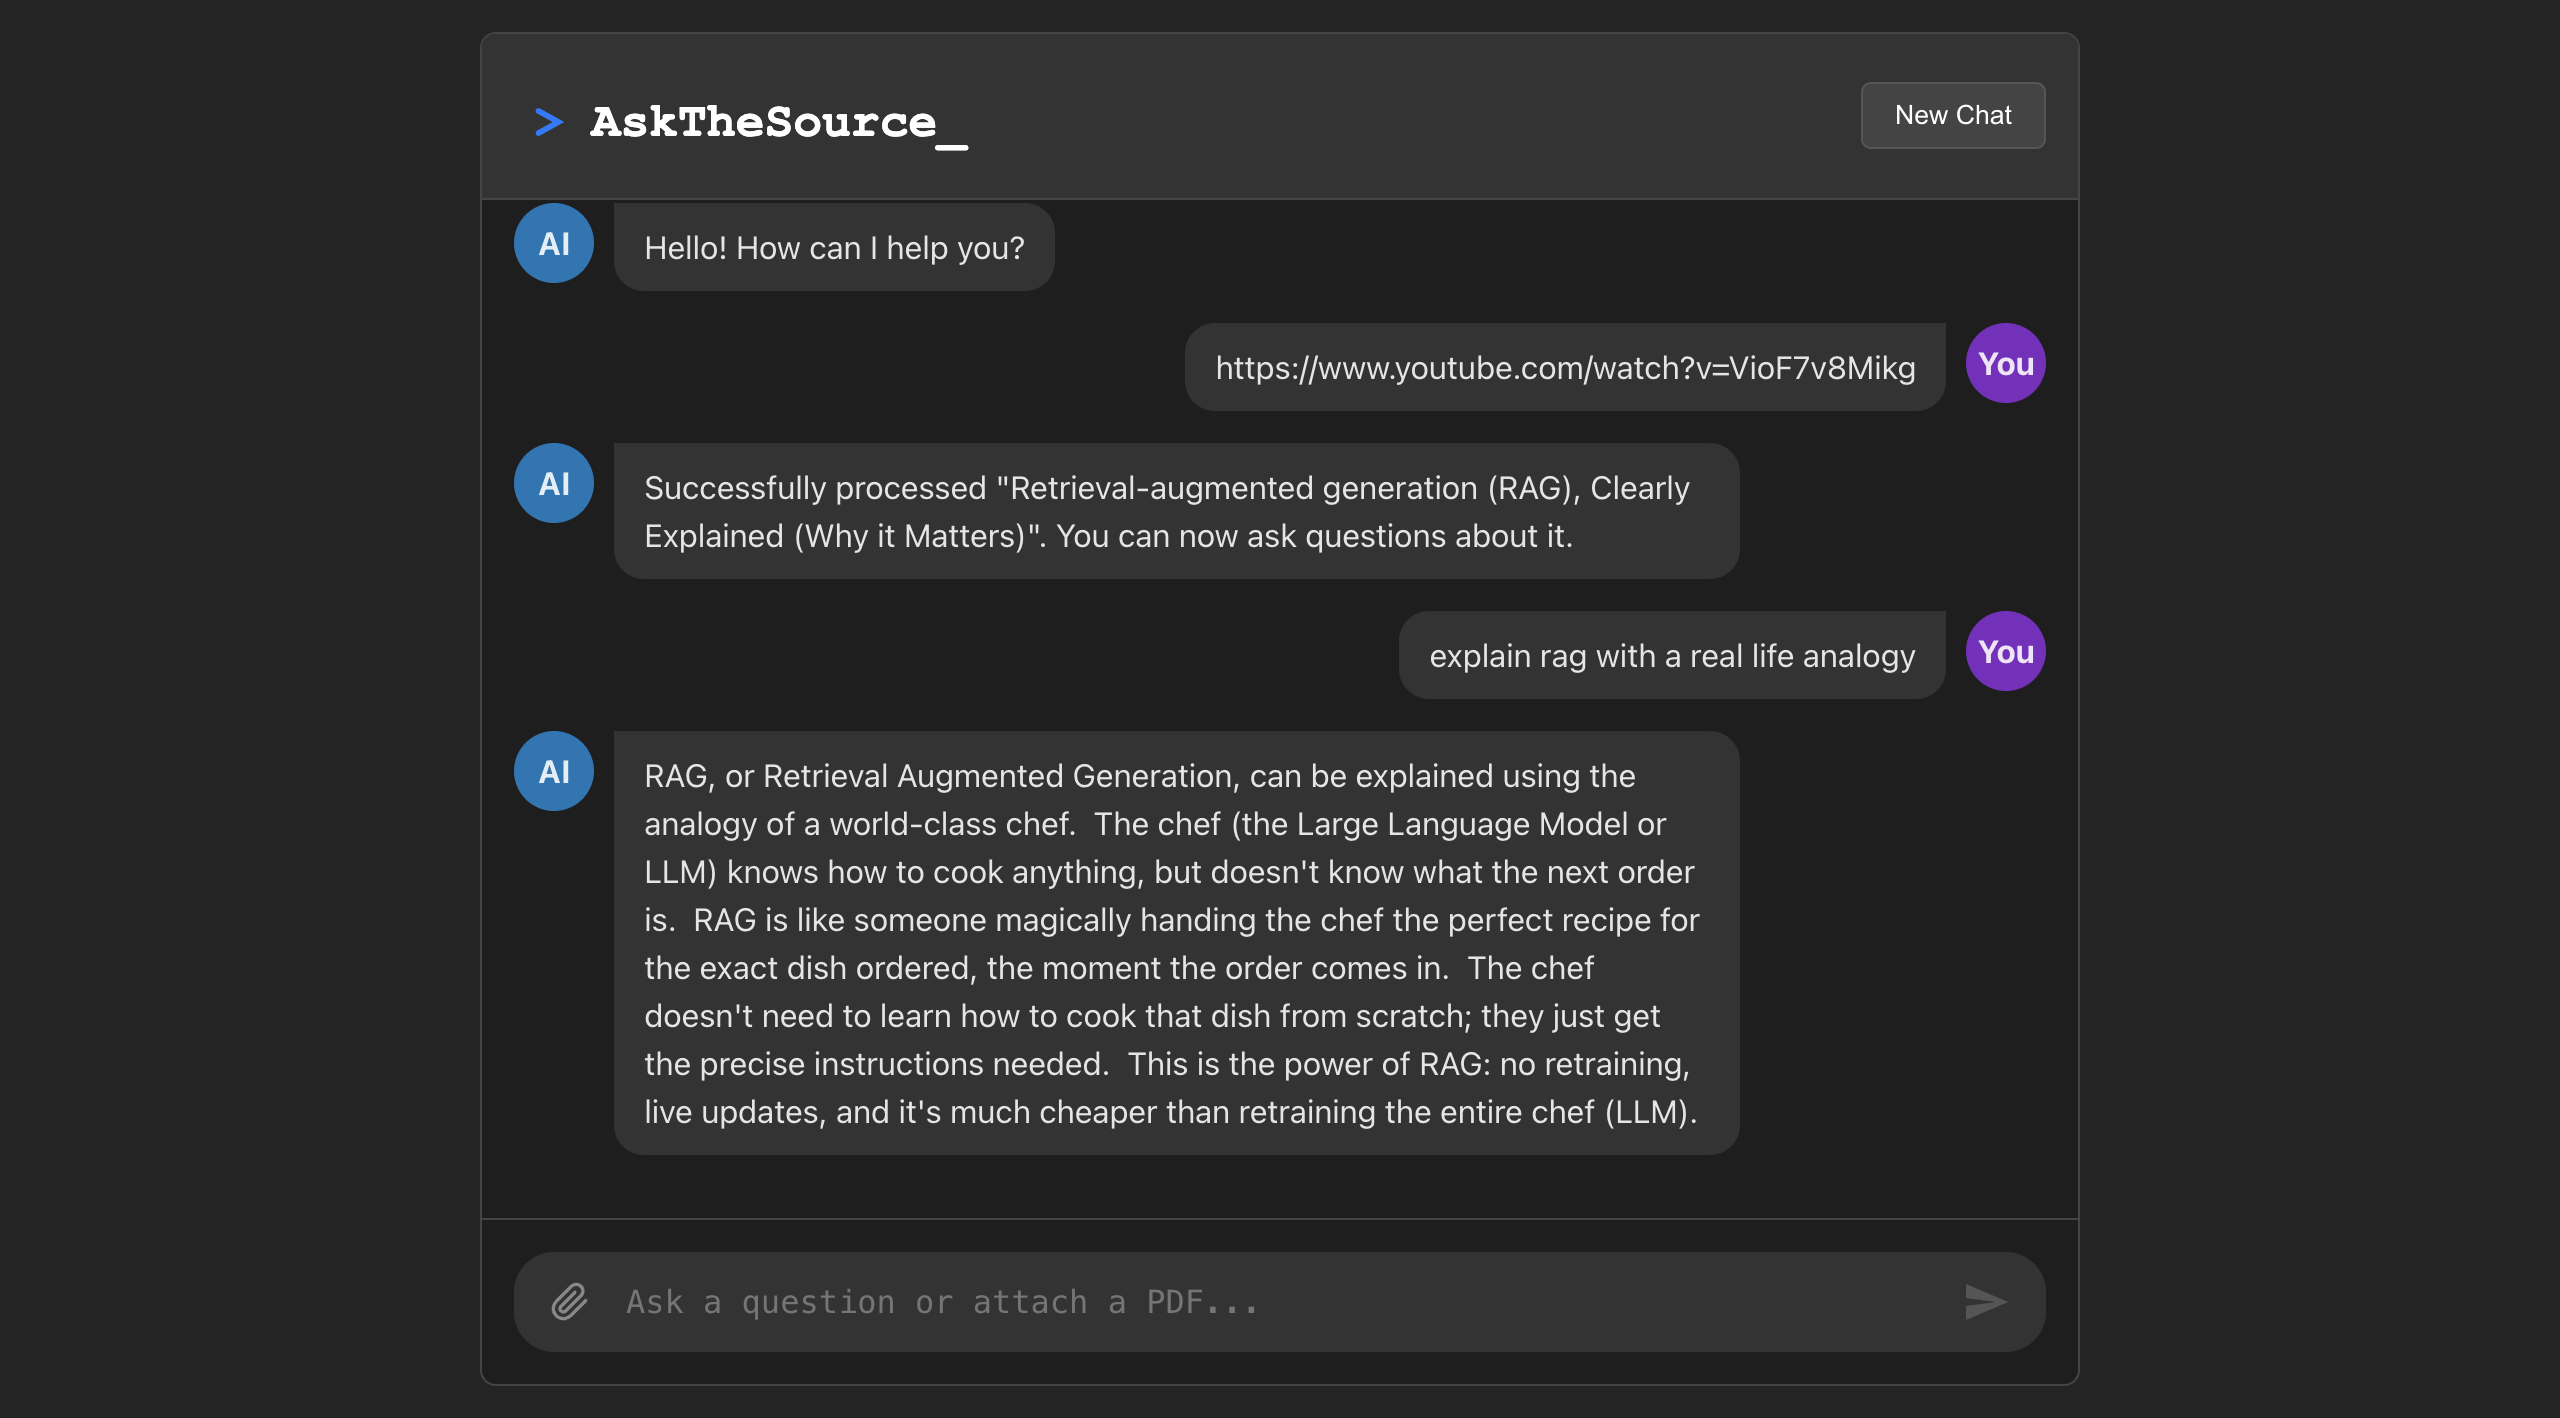 > AskTheSource_
New Chat
AI
Hello! How can I help you?
https://www.youtube.com/watch?v=VioF7v8Mikg
You
AI
Successfully processed "Retrieval-augmented generation (RAG), Clearly
Explained (Why it Matters)". You can now ask questions about it.
explain rag with a real life analogy
You
AI
RAG, or Retrieval Augmented Generation, can be explained using the
analogy of a world-class chef.  The chef (the Large Language Model or
LLM) knows how to cook anything, but doesn't know what the next order
is.  RAG is like someone magically handing the chef the perfect recipe for
the exact dish ordered, the moment the order comes in.  The chef
doesn't need to learn how to cook that dish from scratch; they just get
the precise instructions needed.  This is the power of RAG: no retraining,
live updates, and it's much cheaper than retraining the entire chef (LLM).
Ask a question or attach a PDF...